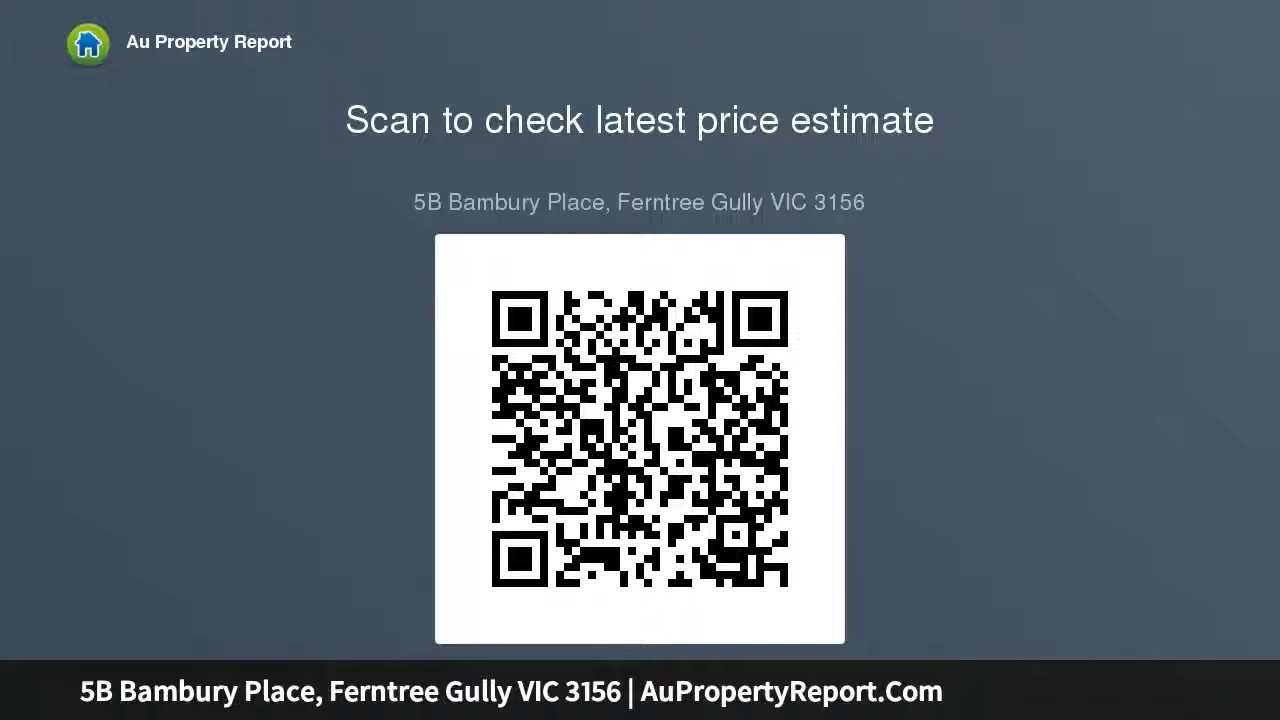 Au Property Report
Scan to check latest price estimate
5B Bambury Place, Ferntree Gully VIC 3156
5B Bambury Place, Ferntree Gully VIC 3156 | AuPropertyReport.Com